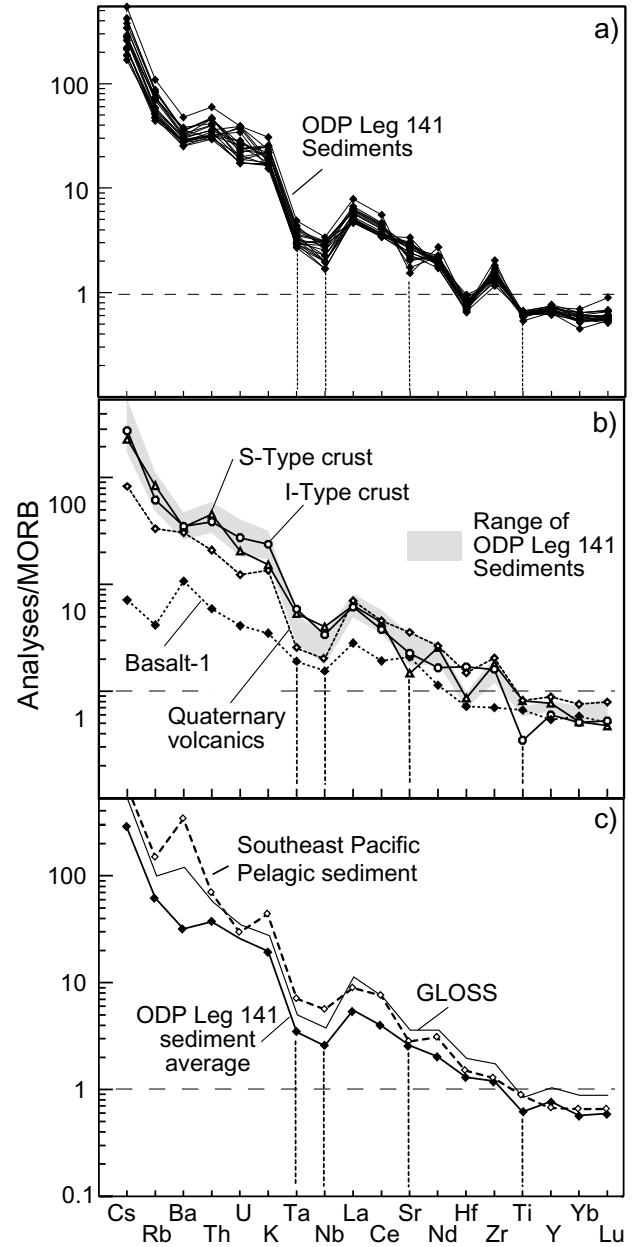 a)
100
10
1
ODP Leg 141
Sediments
b)
100
10
1
S-Type crust
I-Type crust
Range of
ODP Leg 141
Sediments
Basalt-1
Quaternary
volcanics
Analyses/MORB
c)
100
10
1
0.1
Southeast Pacific
Pelagic sediment
GLOSS
ODP Leg 141
sediment
average
Cs Ba U Ta La Sr Hf Ti Yb
Rb Th K Nb Ce Nd Zr Y Lu